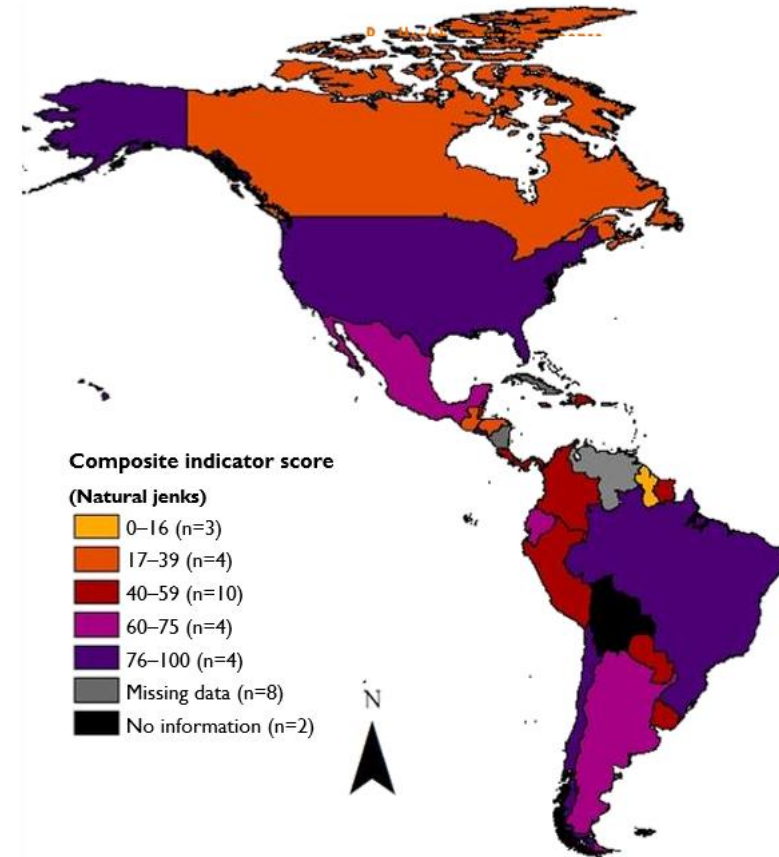 Composite indicator score
(Natural jenks)
0–16 (n=3)
17–39 (n=4)
40–59 (n=10)
60–75 (n=4)
76–100 (n=4)
Missing data (n=8)
No information (n=2)
N